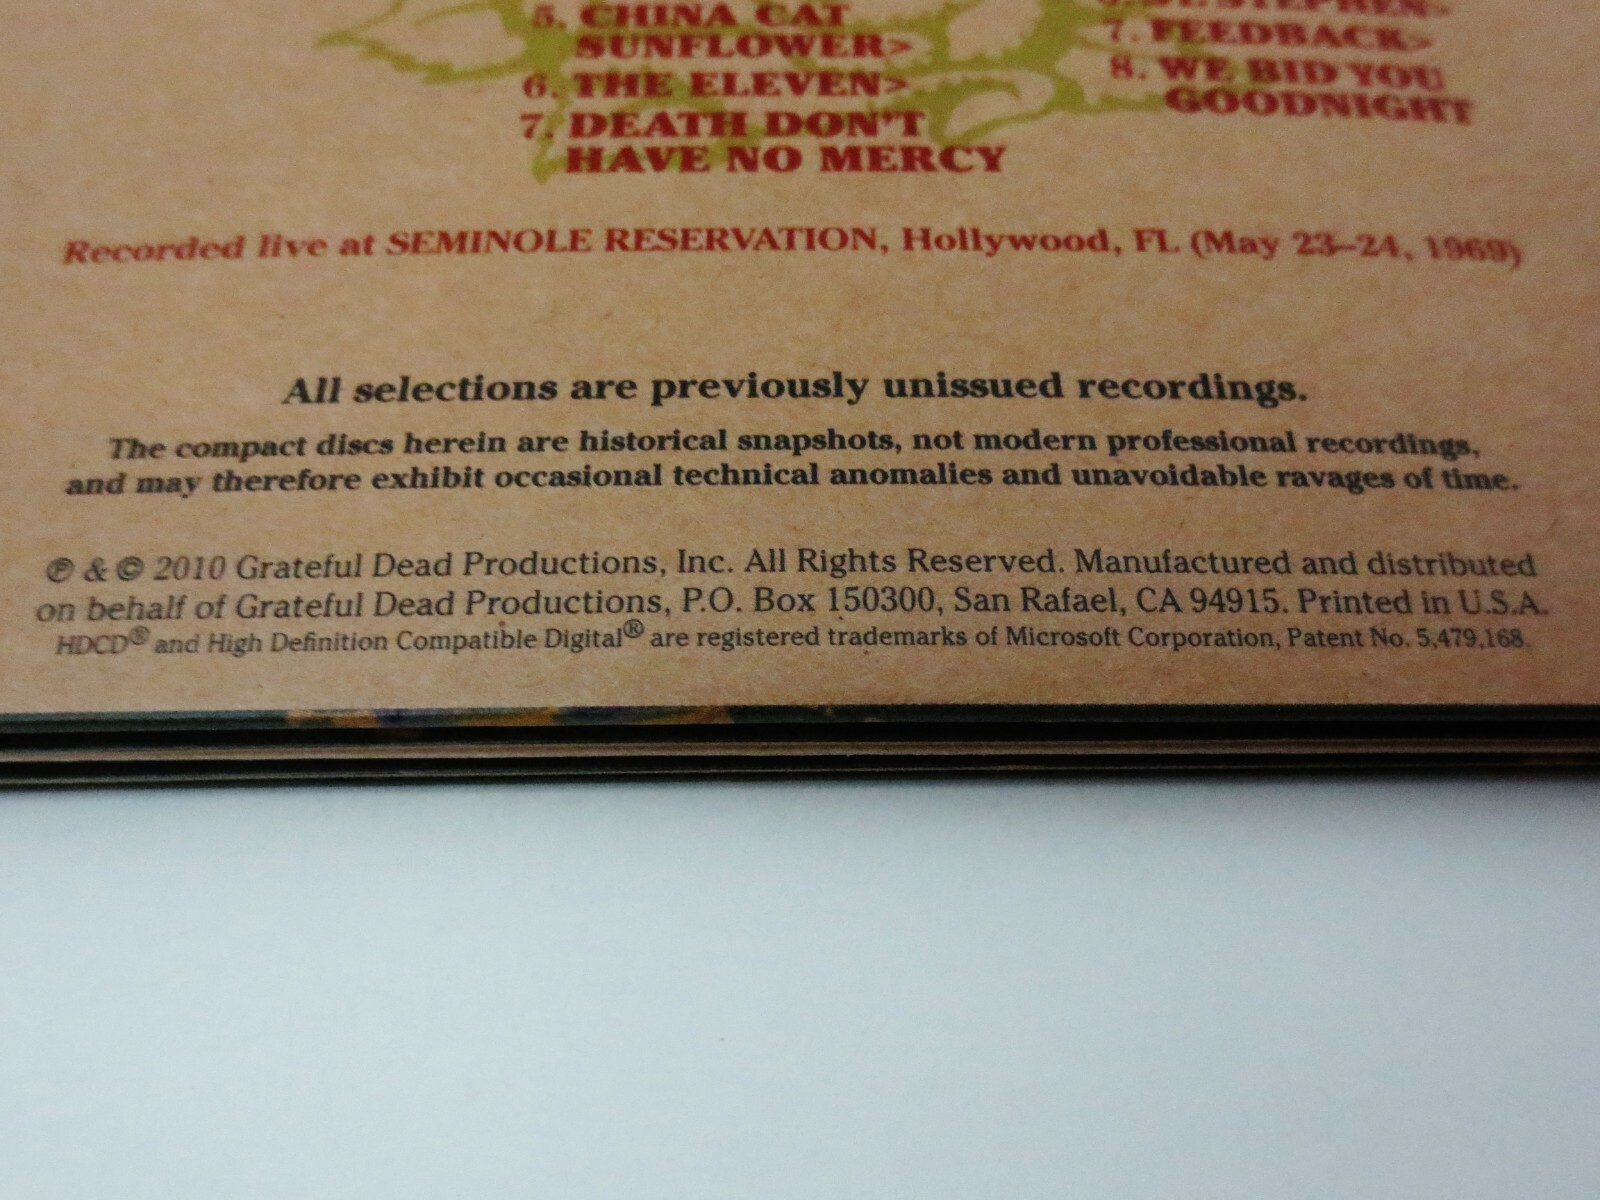 5. CHINA CAT
SUNFLOWER>
6. THE ELEVEN>
7. DEATH DON'T
HAVE NO MERCY
6. ST. STEPHEN>
7. FEEDBACK>
8. WE BID YOU
GOODNIGHT
Recorded live at SEMINOLE RESERVATION, Hollywood, FL (May 23–24, 1969)
All selections are previously unissued recordings.
The compact discs herein are historical snapshots, not modern professional recordings,
and may therefore exhibit occasional technical anomalies and unavoidable ravages of time.
℗ & © 2010 Grateful Dead Productions, Inc. All Rights Reserved. Manufactured and distributed
on behalf of Grateful Dead Productions, P.O. Box 150300, San Rafael, CA 94915. Printed in U.S.A.
HDCD® and High Definition Compatible Digital® are registered trademarks of Microsoft Corporation, Patent No. 5,479,168.